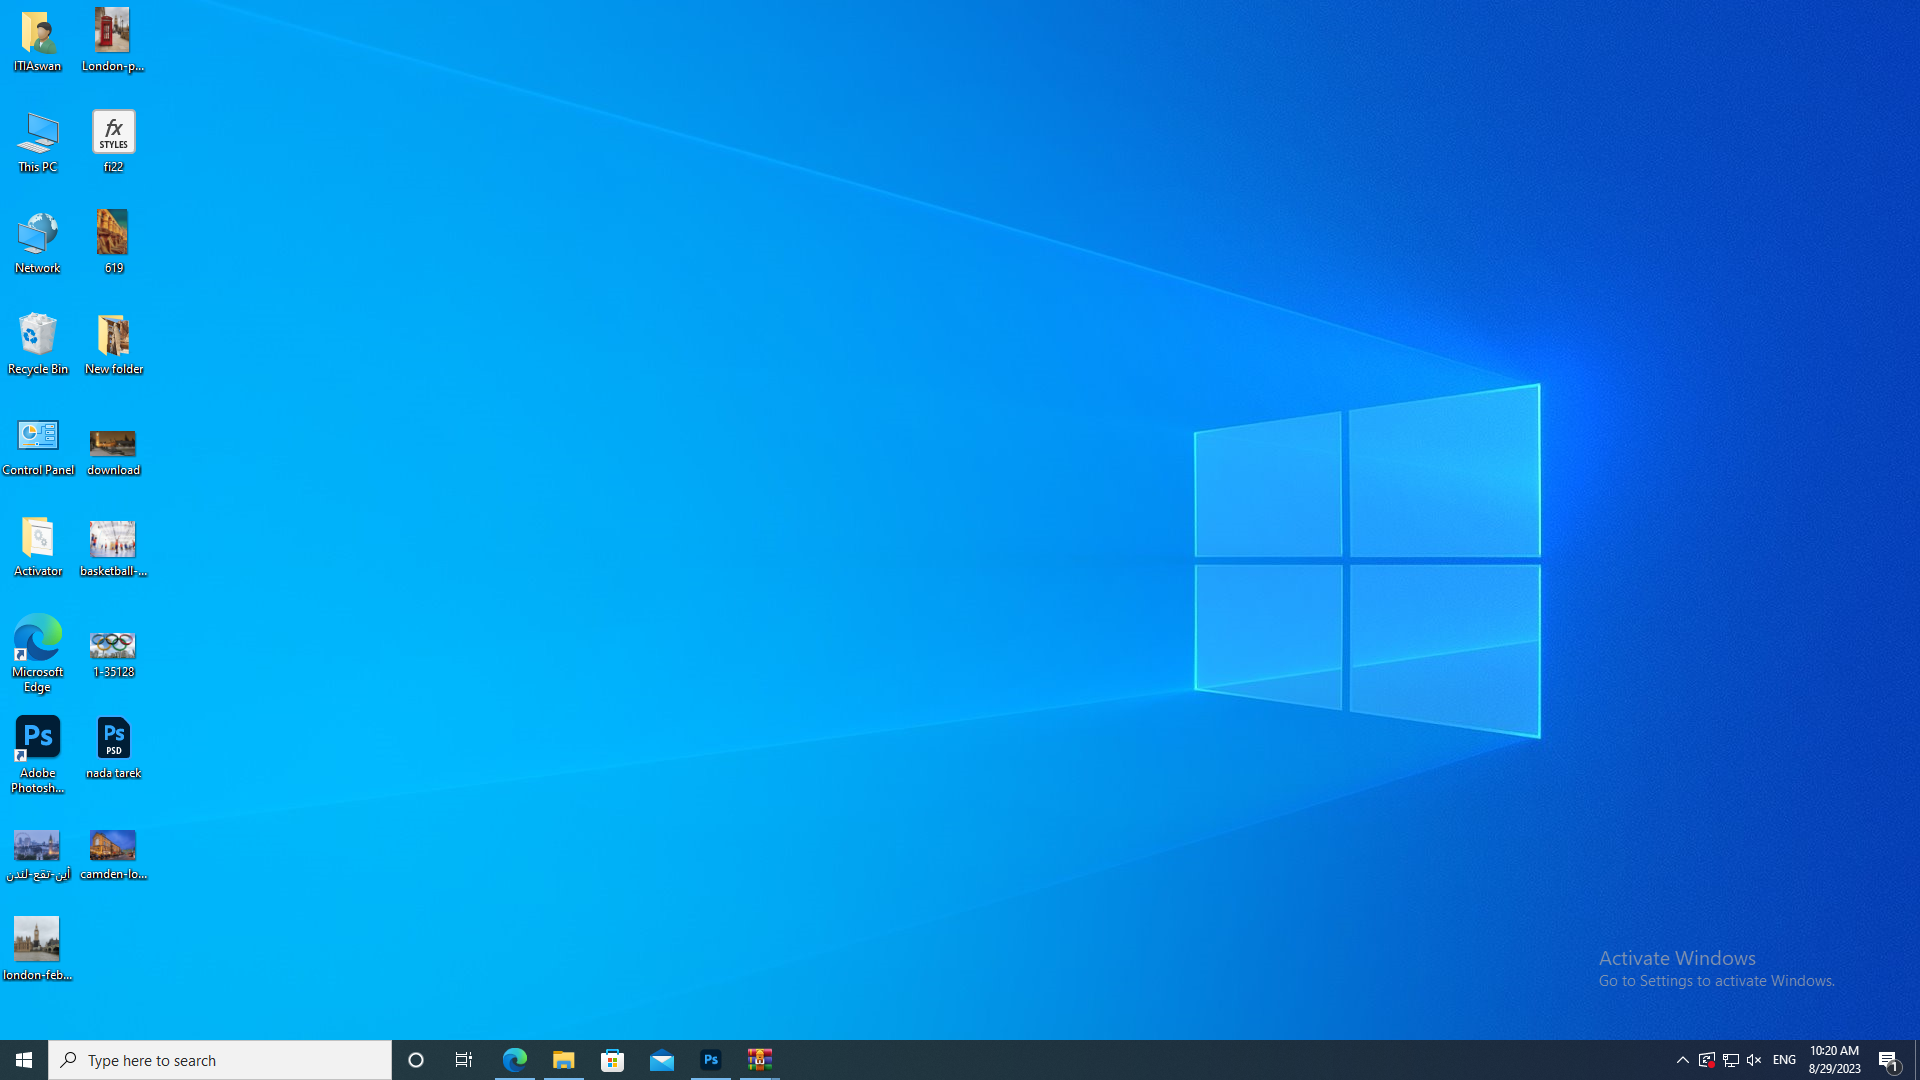 ITIAswan
London-p...
This PC
fx
STYLES
fi22
Network
619
Recycle Bin
New folder
Control Panel
download
Activator
basketball-...
Microsoft
Edge
1-35128
Ps
Adobe
Photosh...
Ps
PSD
nada tarek
أين-تقع-لندن
camden-lo...
london-feb...
Activate Windows
Go to Settings to activate Windows.
Type here to search
Ps
ENG
10:20 AM
8/29/2023
1